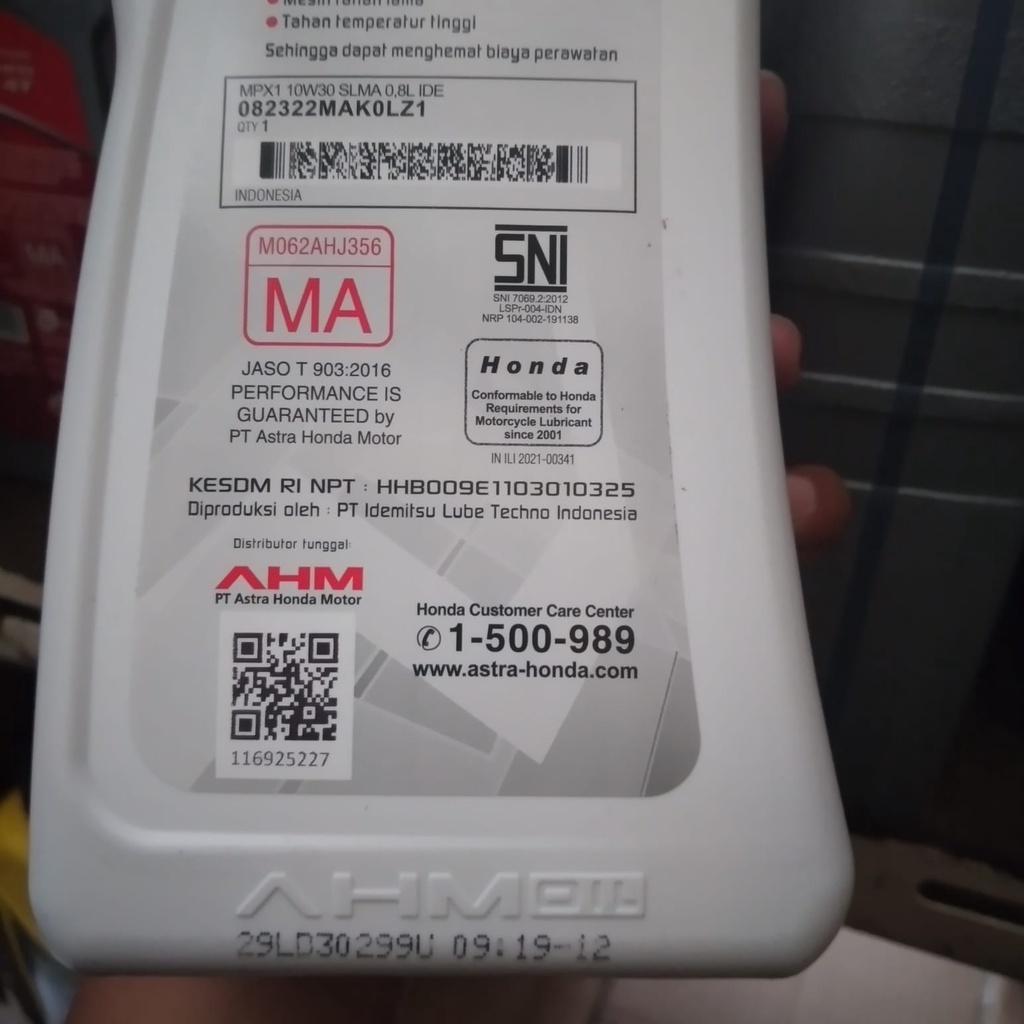 Tahan temperatur tinggi
Sehingga dapat menghemat biaya perawatan
MPX1 10W30 SLMA 0,8L IDE
082322MAK0LZ1
QTY 1
INDONESIA
M062AHJ356
MA
JASO T 903:2016
PERFORMANCE IS
GUARANTEED by
PT Astra Honda Motor
SNI
SNI 7069.2:2012
LSPr-004-IDN
NRP 104-002-191138
Honda
Conformable to Honda
Requirements for
Motorcycle Lubricant
since 2001
IN ILI 2021-00341
KESDM RI NPT : HHB009E1103010325
Diproduksi oleh : PT Idemitsu Lube Techno Indonesia
Distributor tunggal:
AHM
PT Astra Honda Motor
116925227
Honda Customer Care Center
✆ 1-500-989
www.astra-honda.com
AHM OIL
29LD30299U 09:19-12
MA